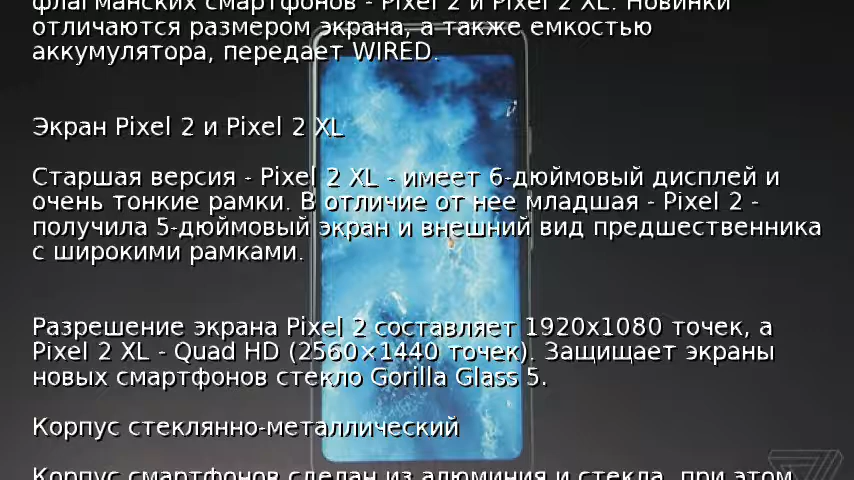 флагманских смартфонов - Pixel 2 и Pixel 2 XL. Новинки
отличаются размером экрана, а также емкостью
аккумулятора, передает WIRED.
Экран Pixel 2 и Pixel 2 XL
Старшая версия - Pixel 2 XL - имеет 6-дюймовый дисплей и
очень тонкие рамки. В отличие от нее младшая - Pixel 2 -
получила 5-дюймовый экран и внешний вид предшественника
с широкими рамками.
Разрешение экрана Pixel 2 составляет 1920х1080 точек, а
Pixel 2 XL - Quad HD (2560×1440 точек). Защищает экраны
новых смартфонов стекло Gorilla Glass 5.
Корпус стеклянно-металлический
Корпус смартфонов сделан из алюминия и стекла, при этом